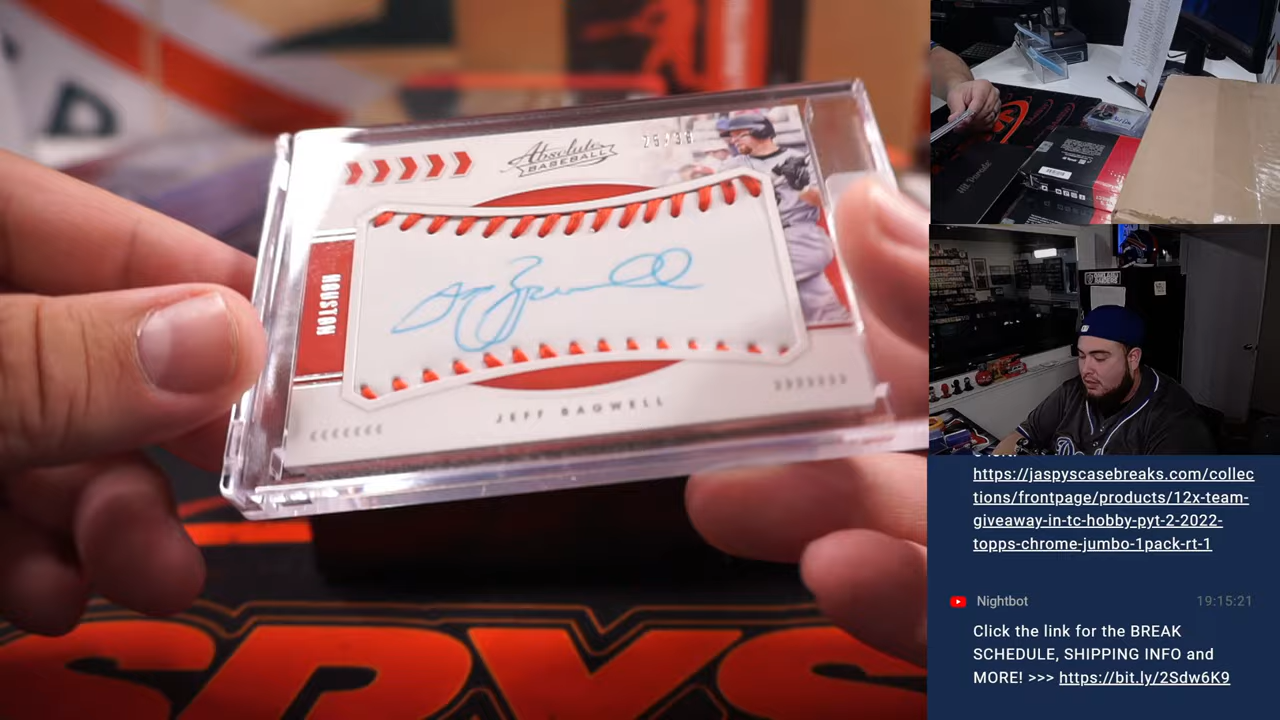 Absolute
BASEBALL
HOUSTON
JEFF BAGWELL
https://jaspyscasebreaks.com/collec
tions/frontpage/products/12x-team-
giveaway-in-tc-hobby-pyt-2-2022-
topps-chrome-jumbo-1pack-rt-1
Nightbot
19:15:21
Click the link for the BREAK
SCHEDULE, SHIPPING INFO and
MORE! >>> https://bit.ly/2Sdw6K9